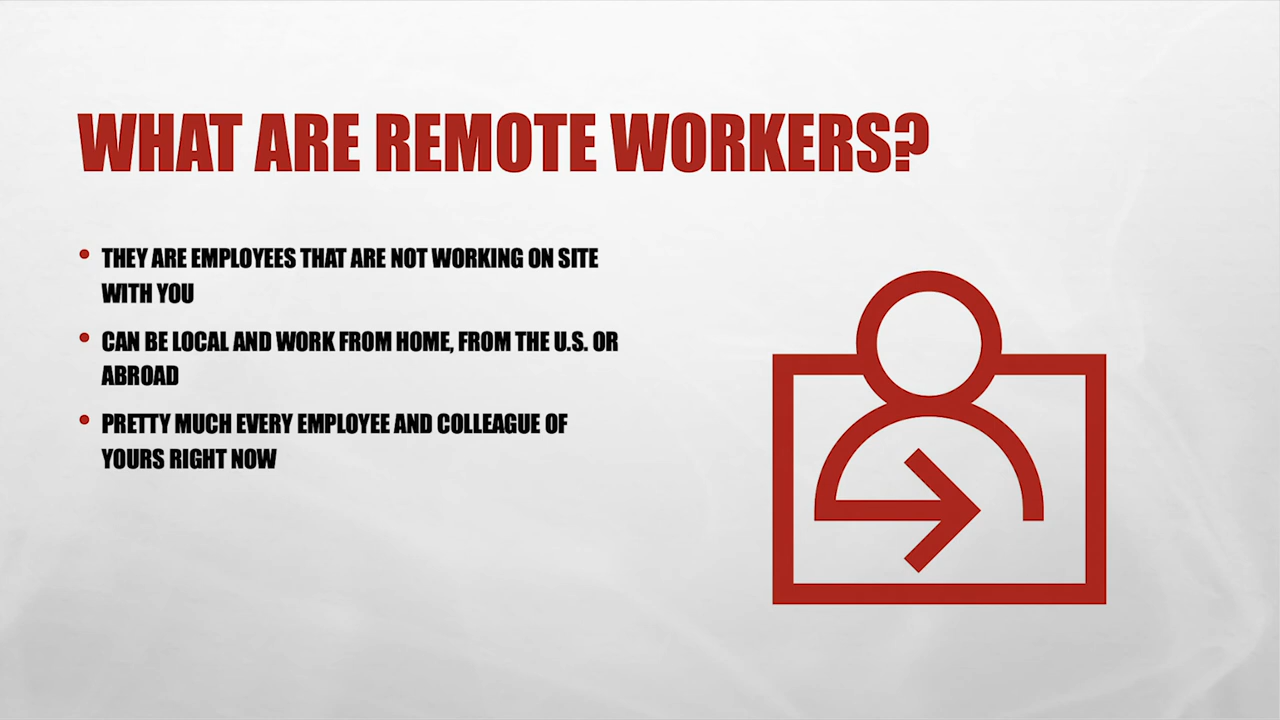 WHAT ARE REMOTE WORKERS?
• THEY ARE EMPLOYEES THAT ARE NOT WORKING ON SITE
WITH YOU
• CAN BE LOCAL AND WORK FROM HOME, FROM THE U.S. OR
ABROAD
• PRETTY MUCH EVERY EMPLOYEE AND COLLEAGUE OF
YOURS RIGHT NOW